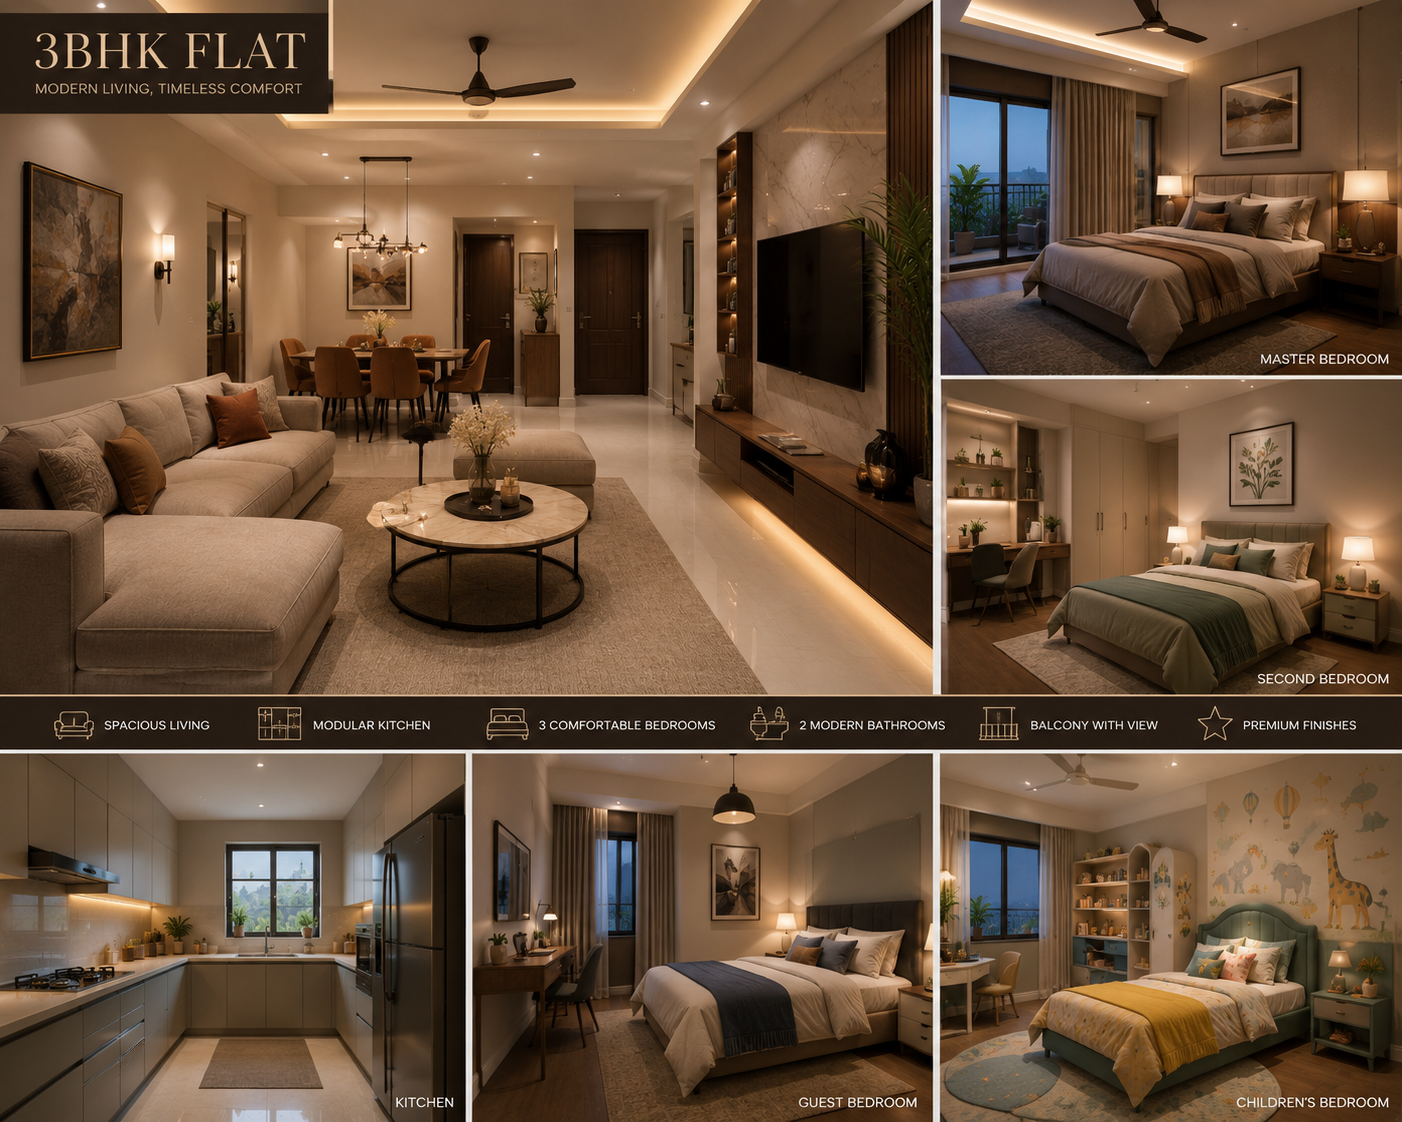 3BHK FLAT
MODERN LIVING, TIMELESS COMFORT
MASTER BEDROOM
SECOND BEDROOM
SPACIOUS LIVING
MODULAR KITCHEN
3 COMFORTABLE BEDROOMS
2 MODERN BATHROOMS
BALCONY WITH VIEW
PREMIUM FINISHES
KITCHEN
GUEST BEDROOM
CHILDREN'S BEDROOM